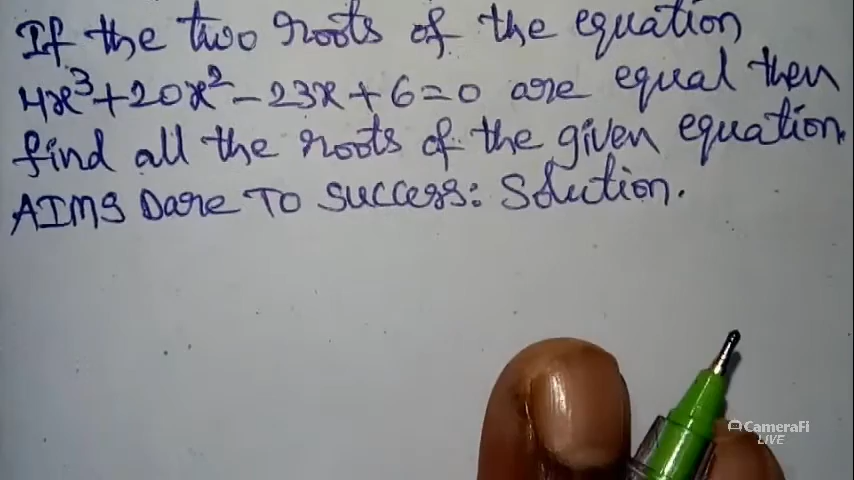 If the two roots of the equation
4x³+20x²-23x+6=0 are equal then
find all the roots of the given equation.
AIMS Dare To Success: Solution.
CameraFi
LIVE